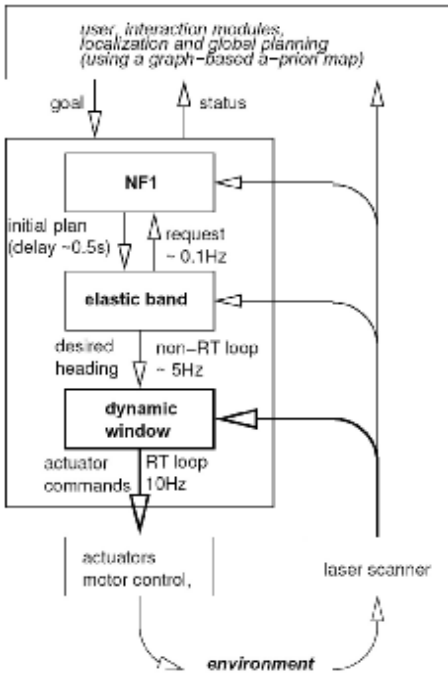 user, interaction modules,
localization and global planning
(using a graph-based a-priori map)
goal
status
NF1
initial plan
(delay ~0.5s)
request
~ 0.1Hz
elastic band
desired
heading
non-RT loop
~ 5Hz
dynamic
window
actuator
commands
RT loop
10Hz
actuators
motor control,
laser scanner
environment